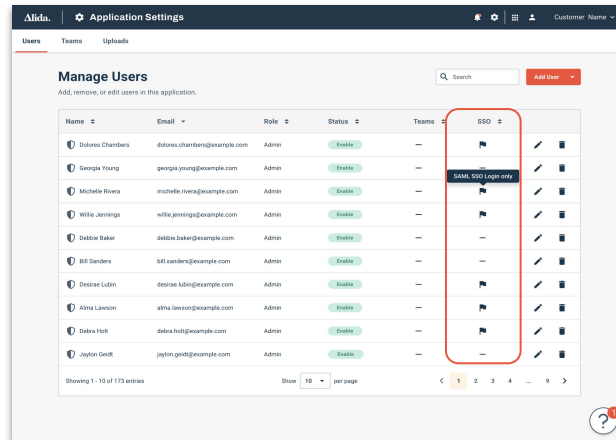 Alida. Application Settings Customer Name
Users Teams Uploads
Manage Users
Add, remove, or edit users in this application.
Search
Add User
Name Email Role Status Teams SSO
Dolores Chambers dolores.chambers@example.com Admin Enable —
Georgia Young georgia.young@example.com Admin Enable — —
SAML SSO Login only
Michelle Rivera michelle.rivera@example.com Admin Enable —
Willie Jennings willie.jennings@example.com Admin Enable —
Debbie Baker debbie.baker@example.com Admin Enable — —
Bill Sanders bill.sanders@example.com Admin Enable — —
Desirae Lubin desirae.lubin@example.com Admin Enable —
Alma Lawson alma.lawson@example.com Admin Enable —
Debra Holt debra.holt@example.com Admin Enable —
Jaylon Geidt jaylon.geidt@example.com Admin Enable — —
Showing 1 - 10 of 173 entries Show 10 per page < 1 2 3 4 ... 9 >
? 1